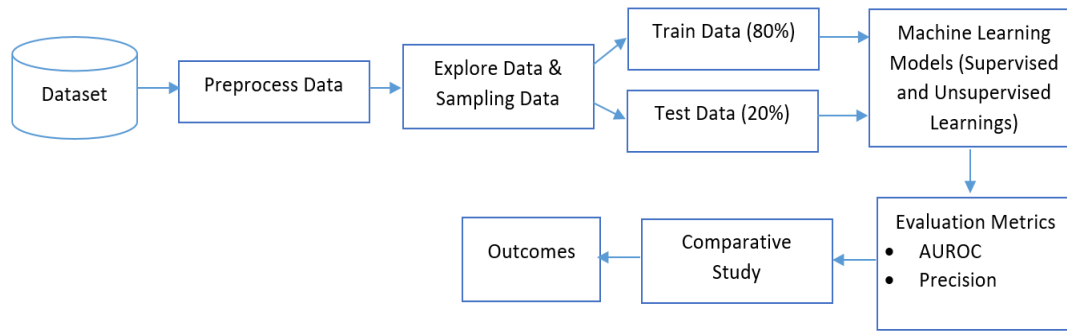 Dataset
Preprocess Data
Explore Data &
Sampling Data
Train Data (80%)
Test Data (20%)
Machine Learning
Models (Supervised
and Unsupervised
Learnings)
Evaluation Metrics
• AUROC
• Precision
Comparative
Study
Outcomes